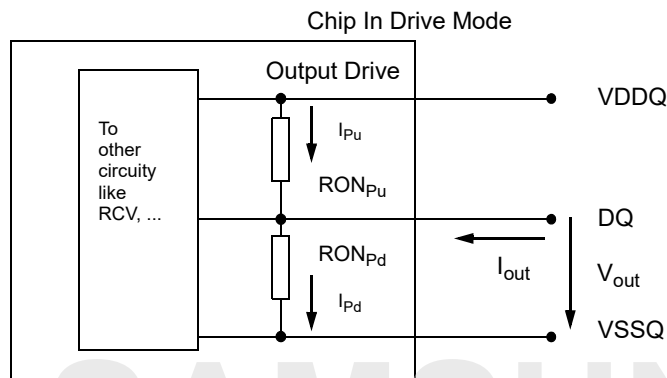 Chip In Drive Mode
Output Drive
To
other
circuity
like
RCV, ...
IPu
RONPu
RONPd
IPd
VDDQ
DQ
Iout
Vout
VSSQ